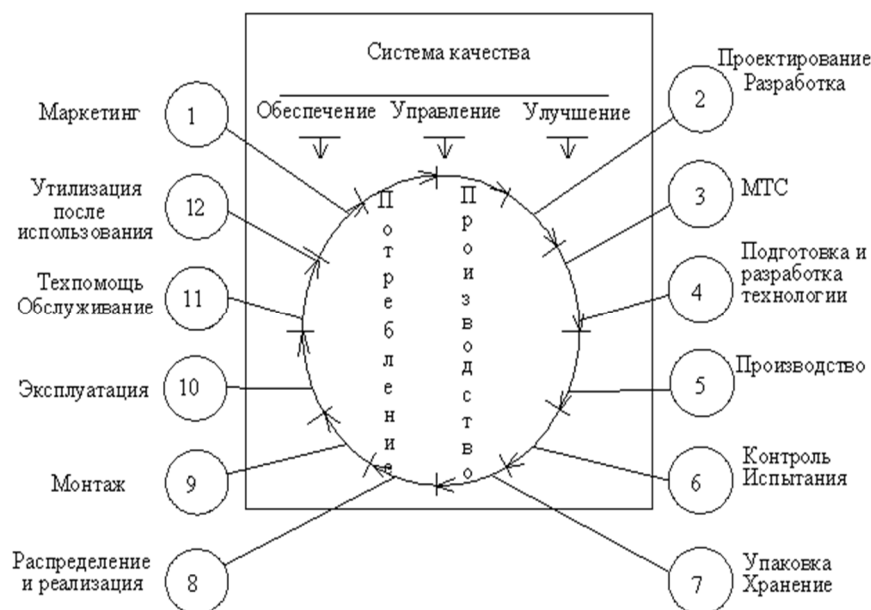 Система качества
Обеспечение Управление Улучшение
Маркетинг
1
Проектирование
Разработка
2
Утилизация
после
использования
12
МТС
3
Техпомощь
Обслуживание
11
Подготовка и
разработка
технологии
4
Эксплуатация
10
Производство
5
Монтаж
9
Контроль
Испытания
6
Распределение
и реализация
8
Упаковка
Хранение
7
Потребление
Производство